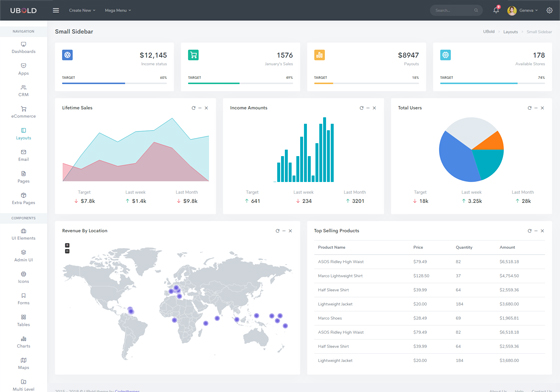 UBOLD
Create New
Mega Menu
Search...
Geneva
NAVIGATION
Dashboards
Apps
CRM
eCommerce
Layouts
Email
Pages
Extra Pages
COMPONENTS
UI Elements
Admin UI
Icons
Forms
Tables
Charts
Maps
Multi Level
Small Sidebar
UBold
Layouts
Small Sidebar
$12,145
Income status
TARGET 60%
1576
January's Sales
TARGET 49%
$8947
Payouts
TARGET
$178
Available Stores
TARGET 74%
Lifetime Sales
Target Last week Last Month
$7.8k $1.4k $9.8k
Income Amounts
Target Last week Last Month
641 234 3201
Total Users
Target Last week Last Month
18k 3.25k 28k
Revenue By Location
+
−
Top Selling Products
Product Name Price Quantity Amount
ASOS Ridley High Waist $79.49 82 $6,518.18
Marco Lightweight Shirt $128.50 37 $4,754.50
Half Sleeve Shirt $39.99 64 $2,559.36
Lightweight Jacket $20.00 184 $3,680.00
Marco Shoes $28.49 69 $1,965.81
ASOS Ridley High Waist $79.49 82 $6,518.18
Half Sleeve Shirt $39.99 64 $2,559.36
Lightweight Jacket $20.00 184 $3,680.00